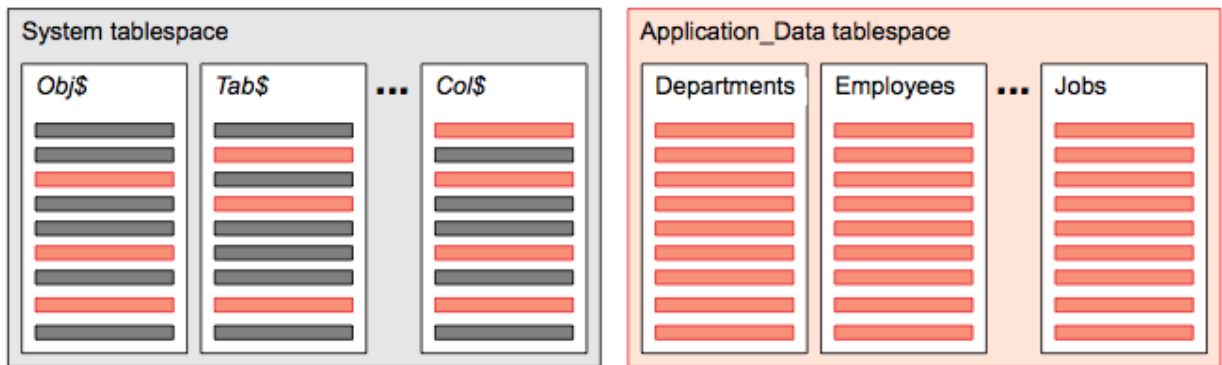 System tablespace
Obj$
Tab$
...
Col$
Application_Data tablespace
Departments
Employees
...
Jobs